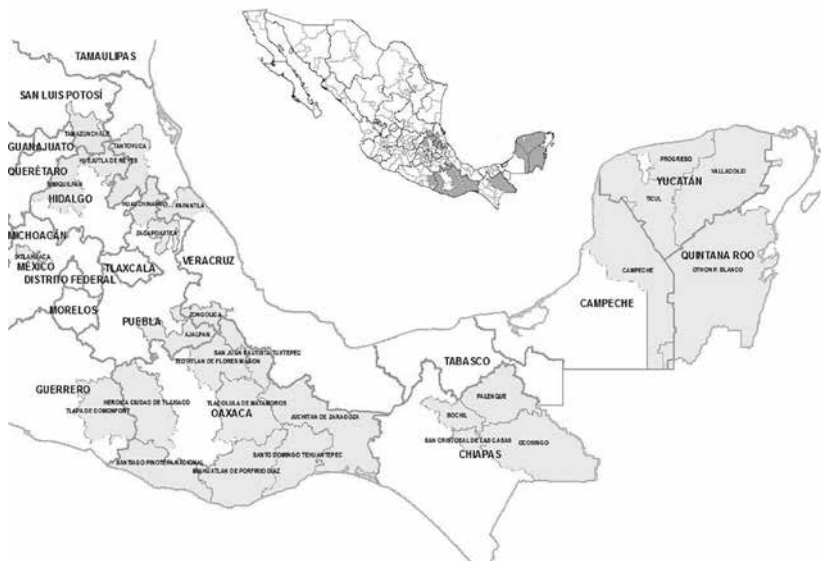 TAMAULIPAS
SAN LUIS POTOSÍ
TAMAZUNCHALE
GUANAJUATO
TANTOYUCA
HUEJUTLA DE REYES
QUERÉTARO
HIDALGO
HUAUCHINANGO
PAPANTLA
MICHOACÁN
ZACAPOAXTLA
MÉXICO
TLAXCALA
VERACRUZ
DISTRITO FEDERAL
MORELOS
PUEBLA
ZONGOLICA
AJALPAN
SAN JUAN BAUTISTA TUXTEPEC
TEOTITLAN DE FLORES MAGON
GUERRERO
HEROICA CIUDAD DE TLAXIACO
TLAPA DE COMONFORT
TLACOLULA DE MATAMOROS
OAXACA
JUCHITAN DE ZARAGOZA
SANTO DOMINGO TEHUANTEPEC
SANTIAGO PINOTEPA NACIONAL
MIAHUATLAN DE PORFIRIO DIAZ
TABASCO
PALENQUE
BOCHIL
SAN CRISTOBAL DE LAS CASAS
OCOSINGO
CHIAPAS
PROGRESO
VALLADOLID
YUCATÁN
TICUL
QUINTANA ROO
OTHON P. BLANCO
CAMPECHE
CAMPECHE